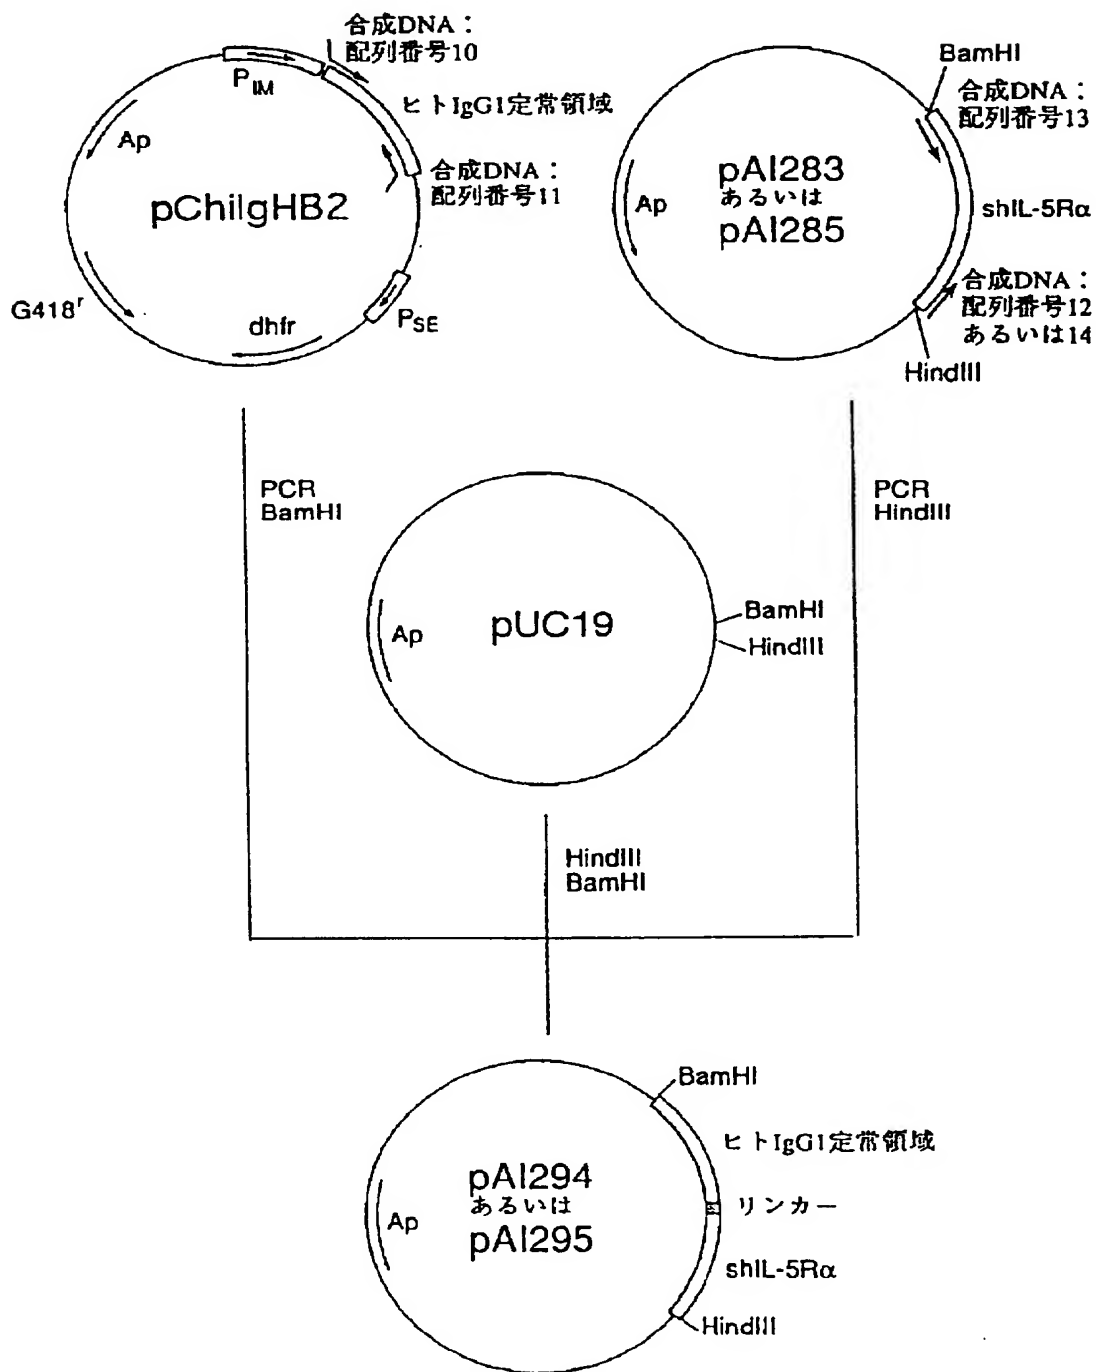 合成DNA：
配列番号10
PIM
ヒトIgG1定常領域
Ap
合成DNA：
配列番号11
pChiIgHB2
G418r
dhfr
PSE
BamHI
合成DNA：
配列番号13
pAI283
あるいは
pAI285
Ap
shIL-5Rα
合成DNA：
配列番号12
あるいは14
HindIII
PCR
BamHI
PCR
HindIII
pUC19
Ap
BamHI
HindIII
HindIII
BamHI
BamHI
ヒトIgG1定常領域
pAI294
あるいは
pAI295
Ap
リンカー
shIL-5Rα
HindIII